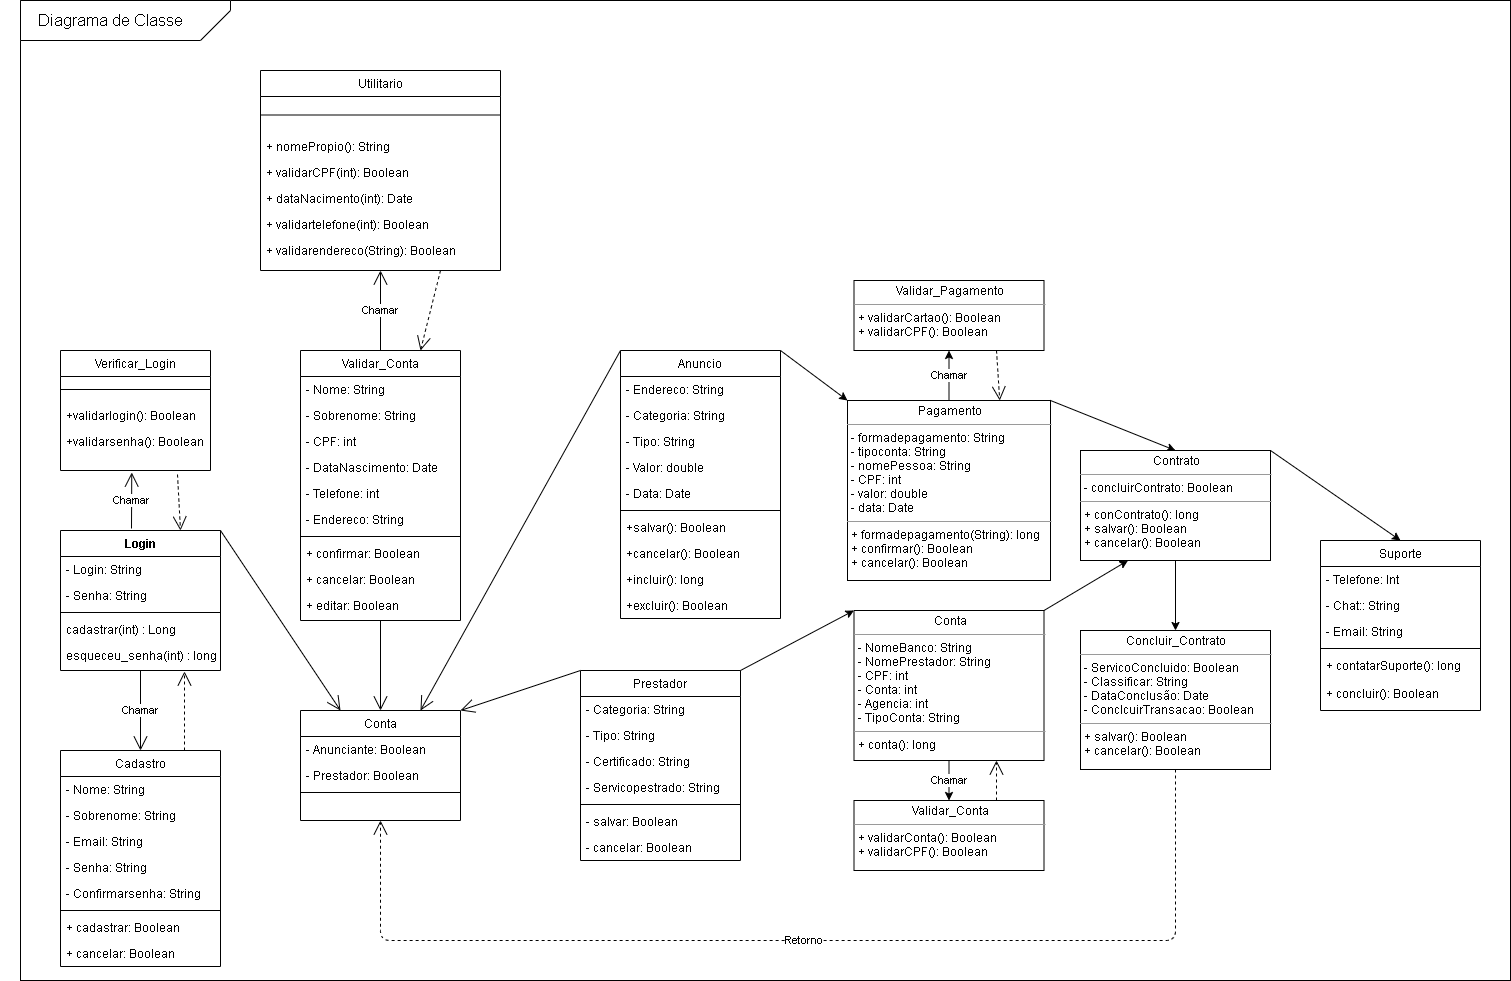 Diagrama de Classe
Utilitario
+ nomePropio(): String
+ validarCPF(int): Boolean
+ dataNacimento(int): Date
+ validartelefone(int): Boolean
+ validarendereco(String): Boolean
Chamar
Verificar_Login
+validarlogin(): Boolean
+validarsenha(): Boolean
Chamar
Login
- Login: String
- Senha: String
cadastrar(int) : Long
esqueceu_senha(int) : long
Chamar
Cadastro
- Nome: String
- Sobrenome: String
- Email: String
- Senha: String
- Confirmarsenha: String
+ cadastrar: Boolean
+ cancelar: Boolean
Validar_Conta
- Nome: String
- Sobrenome: String
- CPF: int
- DataNascimento: Date
- Telefone: int
- Endereco: String
+ confirmar: Boolean
+ cancelar: Boolean
+ editar: Boolean
Conta
- Anunciante: Boolean
- Prestador: Boolean
Anuncio
- Endereco: String
- Categoria: String
- Tipo: String
- Valor: double
- Data: Date
+salvar(): Boolean
+cancelar(): Boolean
+incluir(): long
+excluir(): Boolean
Prestador
- Categoria: String
- Tipo: String
- Certificado: String
- Servicopestrado: String
- salvar: Boolean
- cancelar: Boolean
Validar_Pagamento
+ validarCartao(): Boolean
+ validarCPF(): Boolean
Chamar
Pagamento
- formadepagamento: String
- tipoconta: String
- nomePessoa: String
- CPF: int
- valor: double
- data: Date
+ formadepagamento(String): long
+ confirmar(): Boolean
+ cancelar(): Boolean
Conta
- NomeBanco: String
- NomePrestador: String
- CPF: int
- Conta: int
- Agencia: int
- TipoConta: String
+ conta(): long
Chamar
Validar_Conta
+ validarConta(): Boolean
+ validarCPF(): Boolean
Contrato
- concluirContrato: Boolean
+ conContrato(): long
+ salvar(): Boolean
+ cancelar(): Boolean
Concluir_Contrato
- ServicoConcluido: Boolean
- Classificar: String
- DataConclusão: Date
- ConclcuirTransacao: Boolean
+ salvar(): Boolean
+ cancelar(): Boolean
Suporte
- Telefone: Int
- Chat:: String
- Email: String
+ contatarSuporte(): long
+ concluir(): Boolean
Retorno